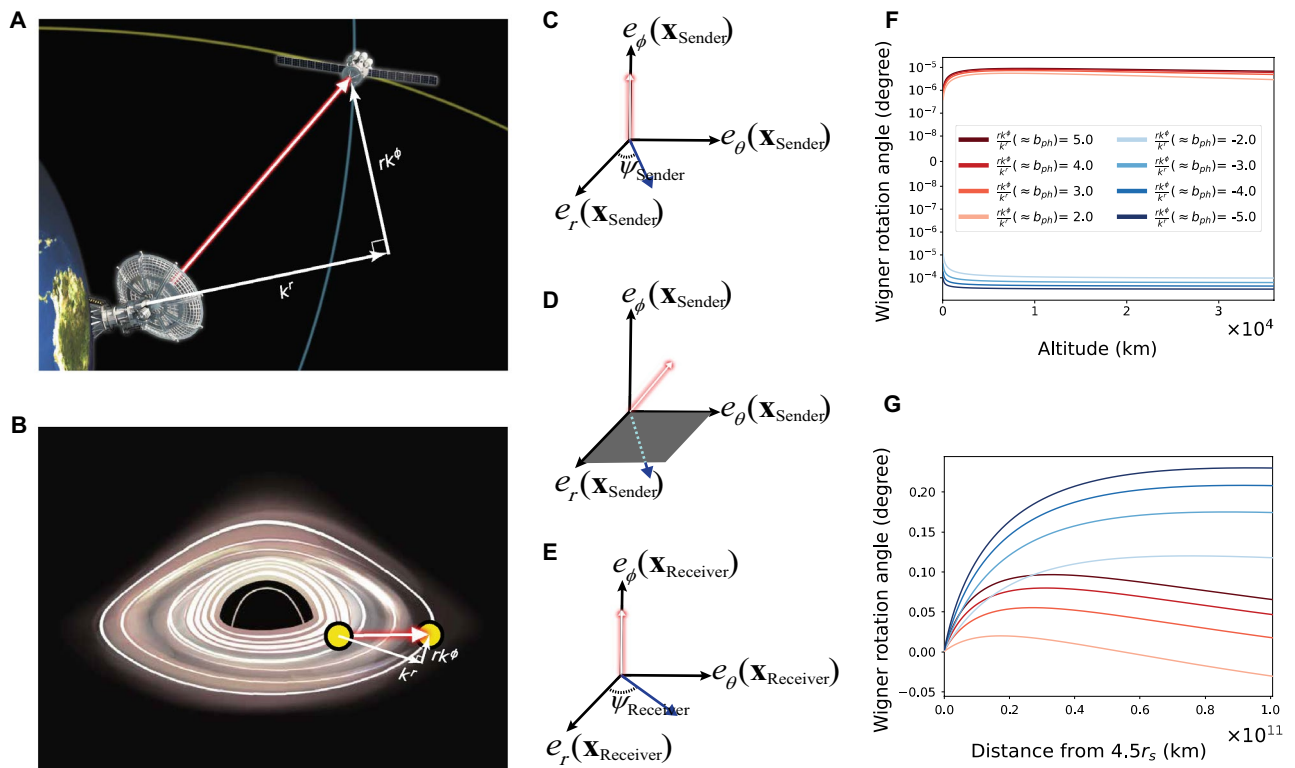 A
rk^ϕ
k^r
B
k^r
rk^ϕ
C
e_ϕ(x_Sender)
e_θ(x_Sender)
ψ_Sender
e_r(x_Sender)
D
e_ϕ(x_Sender)
e_θ(x_Sender)
e_r(x_Sender)
E
e_ϕ(x_Receiver)
e_θ(x_Receiver)
ψ_Receiver
e_r(x_Receiver)
F
Wigner rotation angle (degree)
10^-5
10^-6
10^-8
0
10^-8
10^-6
10^-5
10^-4
rk^ϕ/k^r (≈ b_ph)= 5.0
rk^ϕ/k^r (≈ b_ph)= 4.0
rk^ϕ/k^r (≈ b_ph)= 3.0
rk^ϕ/k^r (≈ b_ph)= 2.0
rk^ϕ/k^r (≈ b_ph)= -2.0
rk^ϕ/k^r (≈ b_ph)= -3.0
rk^ϕ/k^r (≈ b_ph)= -4.0
rk^ϕ/k^r (≈ b_ph)= -5.0
0 1 2 3
×10^4
Altitude (km)
G
Wigner rotation angle (degree)
0.20
0.15
0.10
0.05
0.00
−0.05
0.0 0.2 0.4 0.6 0.8 1.0
×10^11
Distance from 4.5r_s (km)